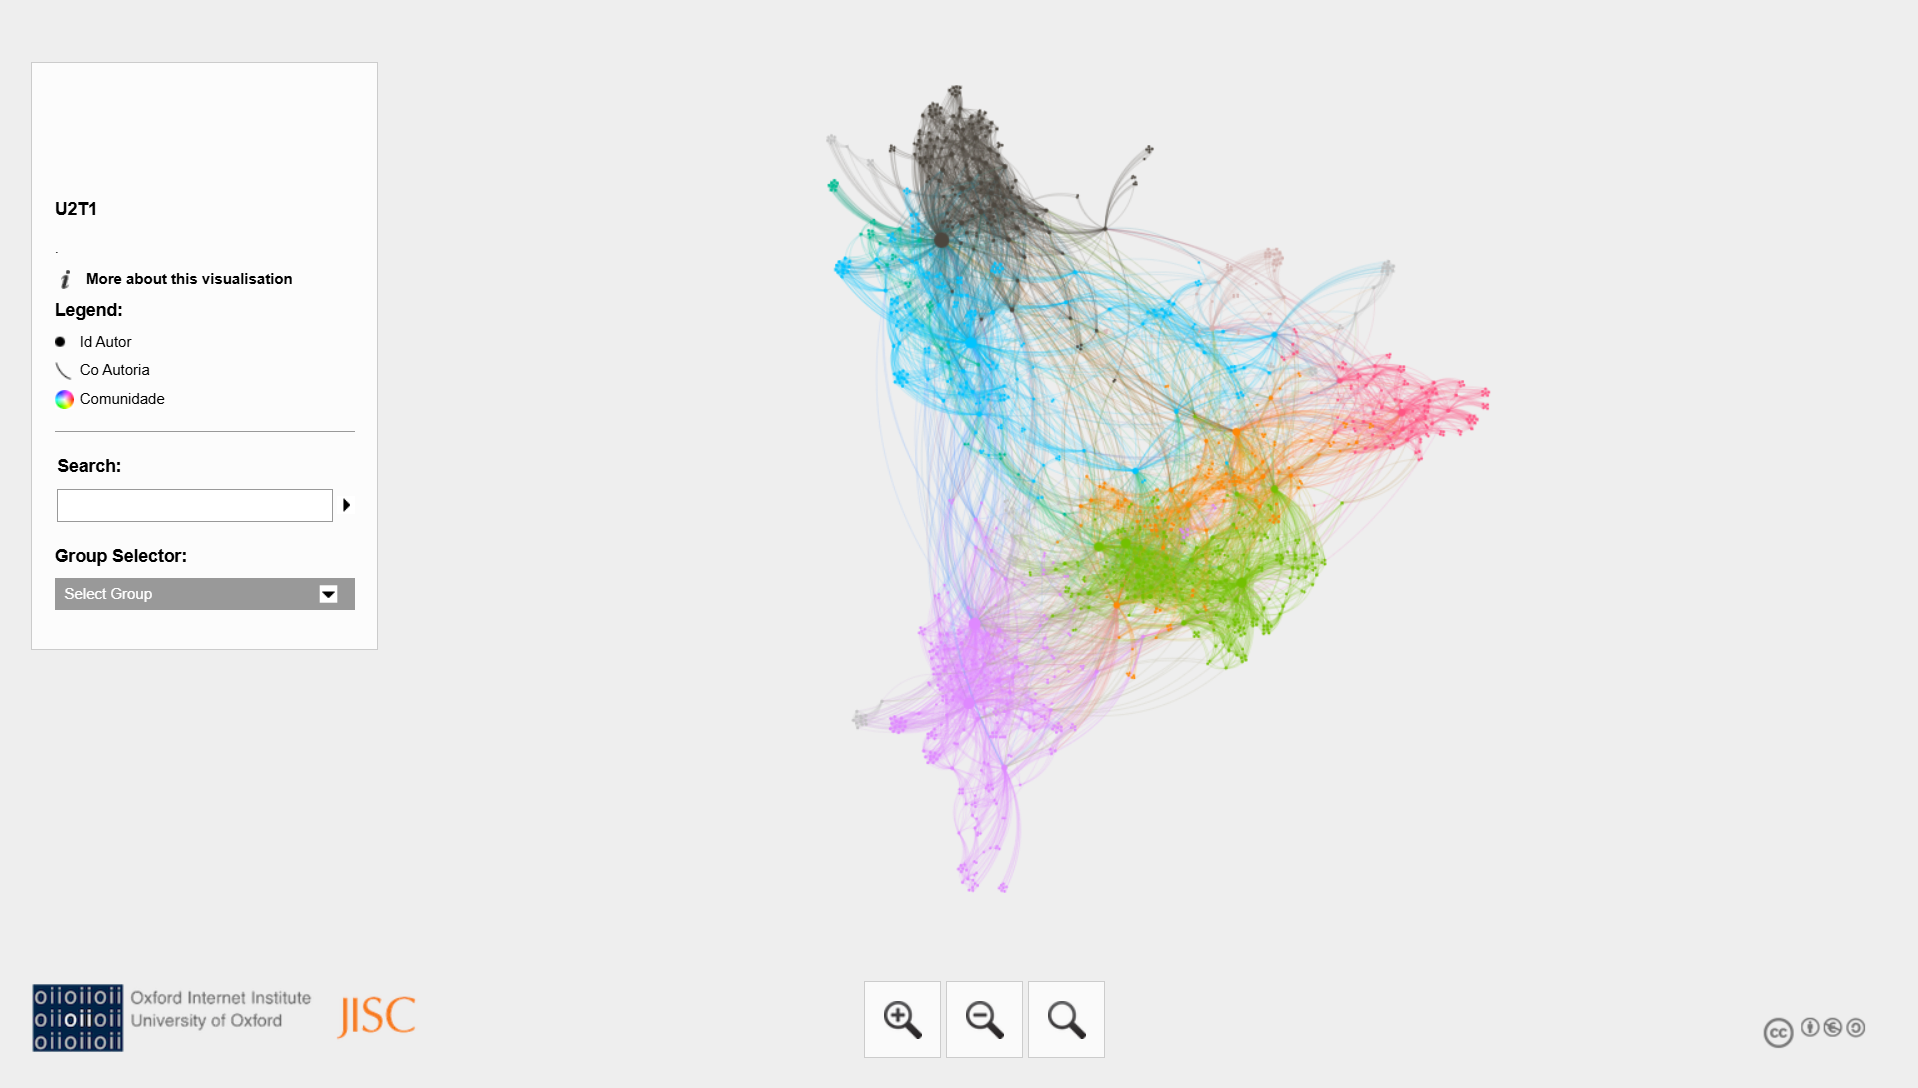 U2T1
.
More about this visualisation
Legend:
Id Autor
Co Autoria
Comunidade
Search:
Group Selector:
Select Group
oiioiioii
oiioiioii
oiioiioii
Oxford Internet Institute
University of Oxford
JISC
cc